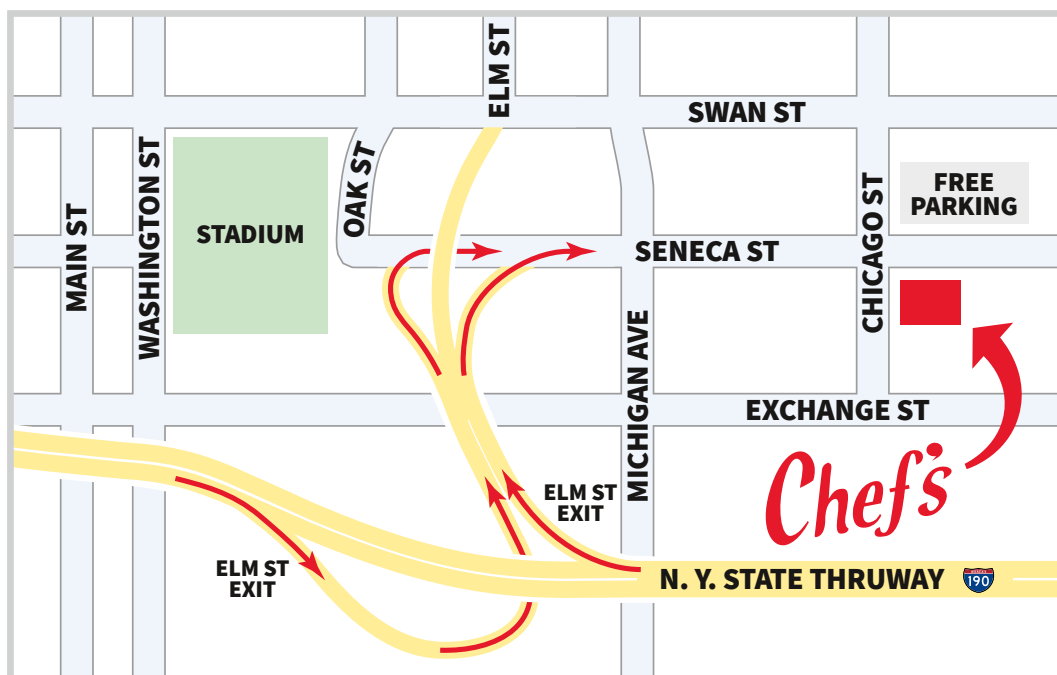 ELM ST
SWAN ST
MAIN ST
WASHINGTON ST
STADIUM
OAK ST
SENECA ST
CHICAGO ST
FREE
PARKING
MICHIGAN AVE
EXCHANGE ST
Chef's
ELM ST
EXIT
ELM ST
EXIT
N. Y. STATE THRUWAY
190